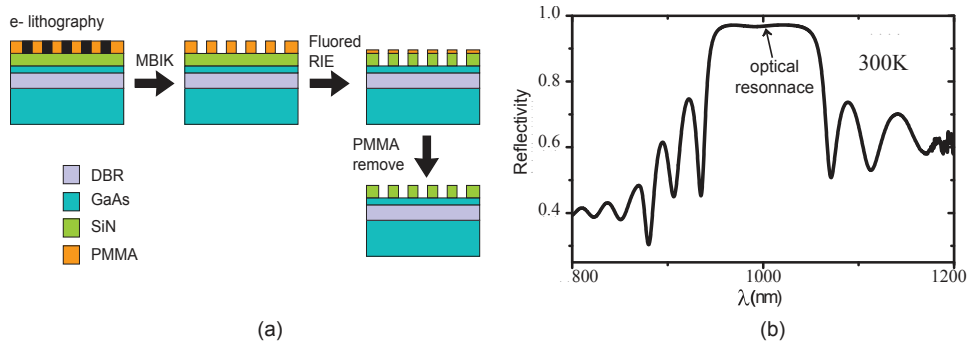 e- lithography
MBIK
Fluored
RIE
PMMA
remove
DBR
GaAs
SiN
PMMA
(a)
1.0
0.8
0.6
0.4
Reflectivity
optical
resonnace
300K
800
1000
1200
λ(nm)
(b)